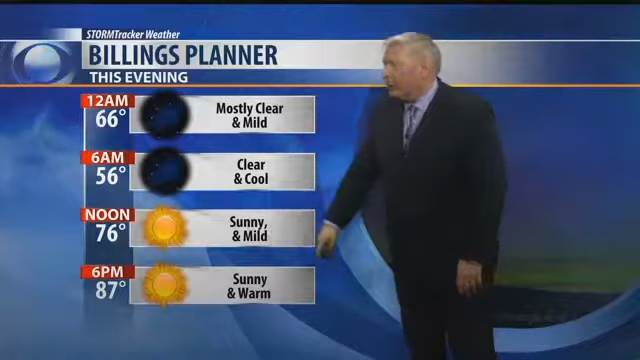 STORMTracker Weather
BILLINGS PLANNER
THIS EVENING
12AM
66°
Mostly Clear
& Mild
6AM
56°
Clear
& Cool
NOON
76°
Sunny,
& Mild
6PM
87°
Sunny
& Warm